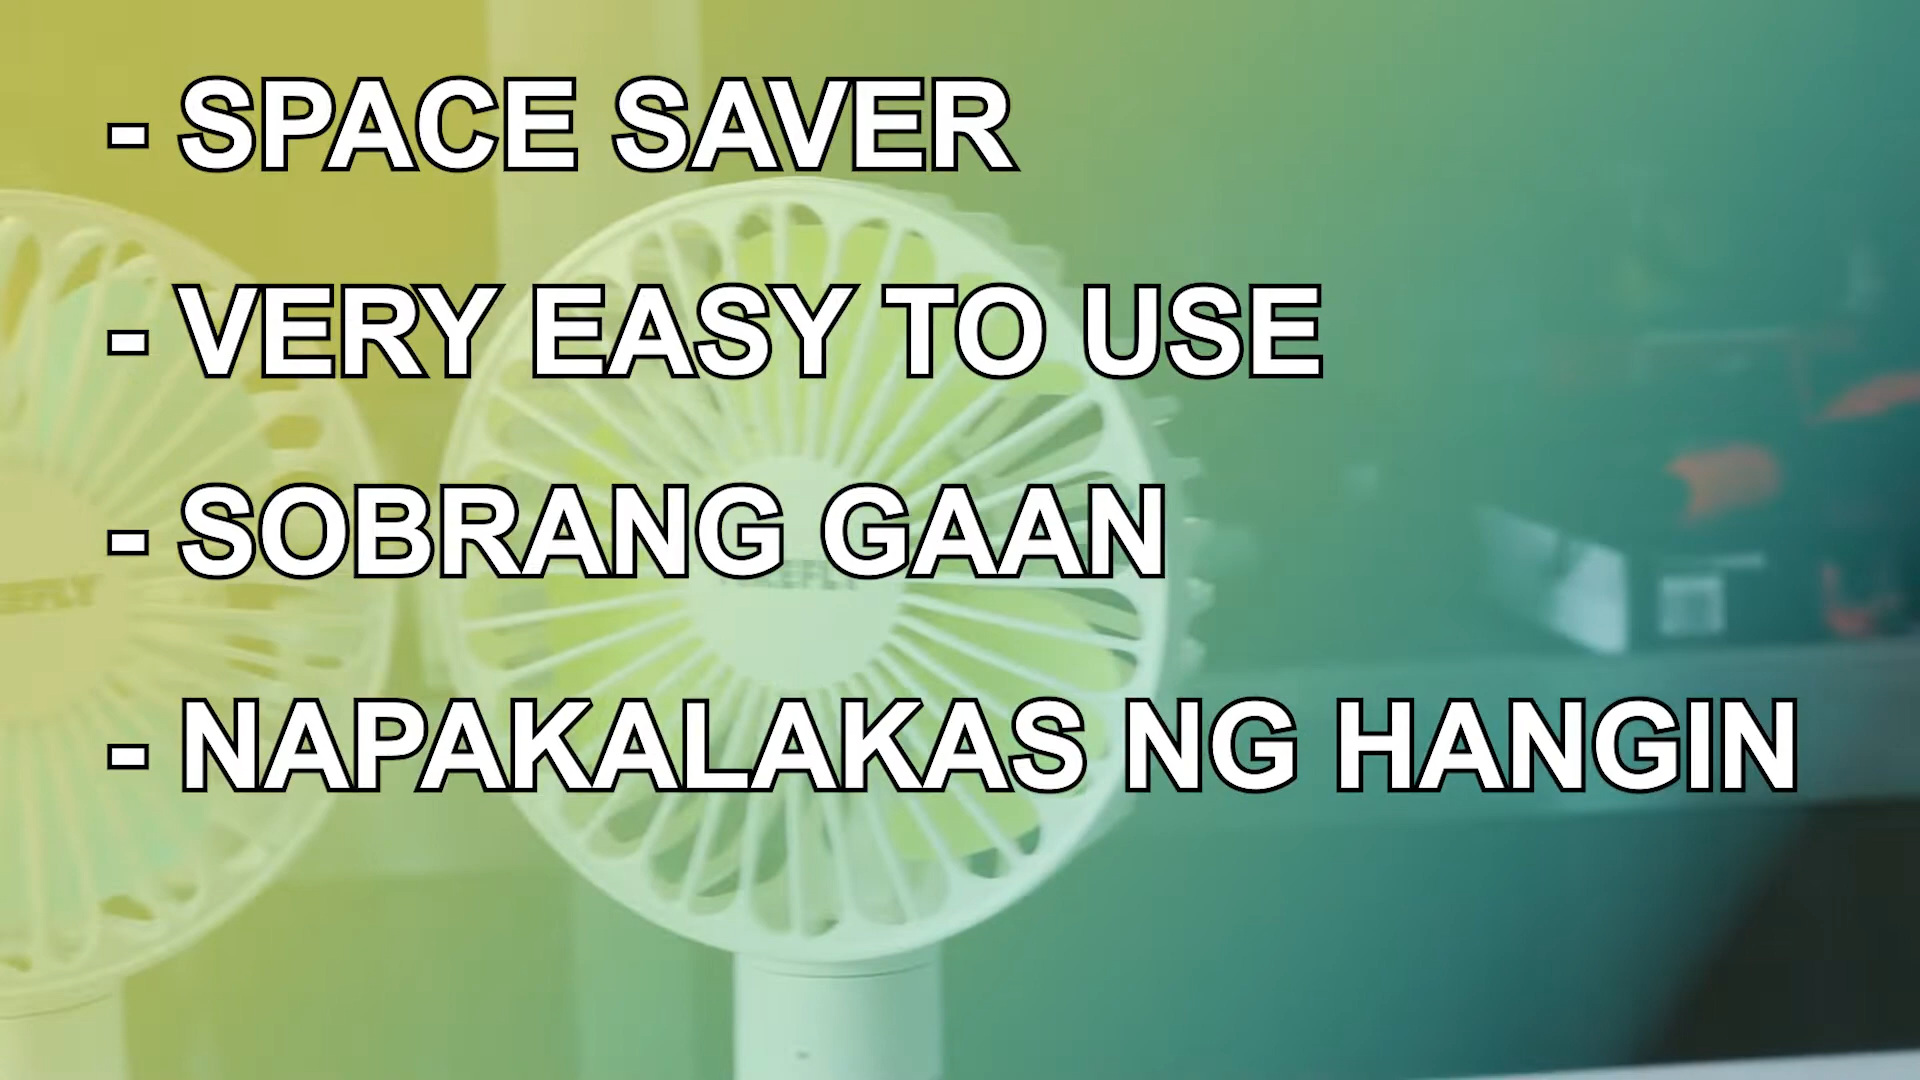 - SPACE SAVER
- VERY EASY TO USE
- SOBRANG GAAN
- NAPAKALAKAS NG HANGIN